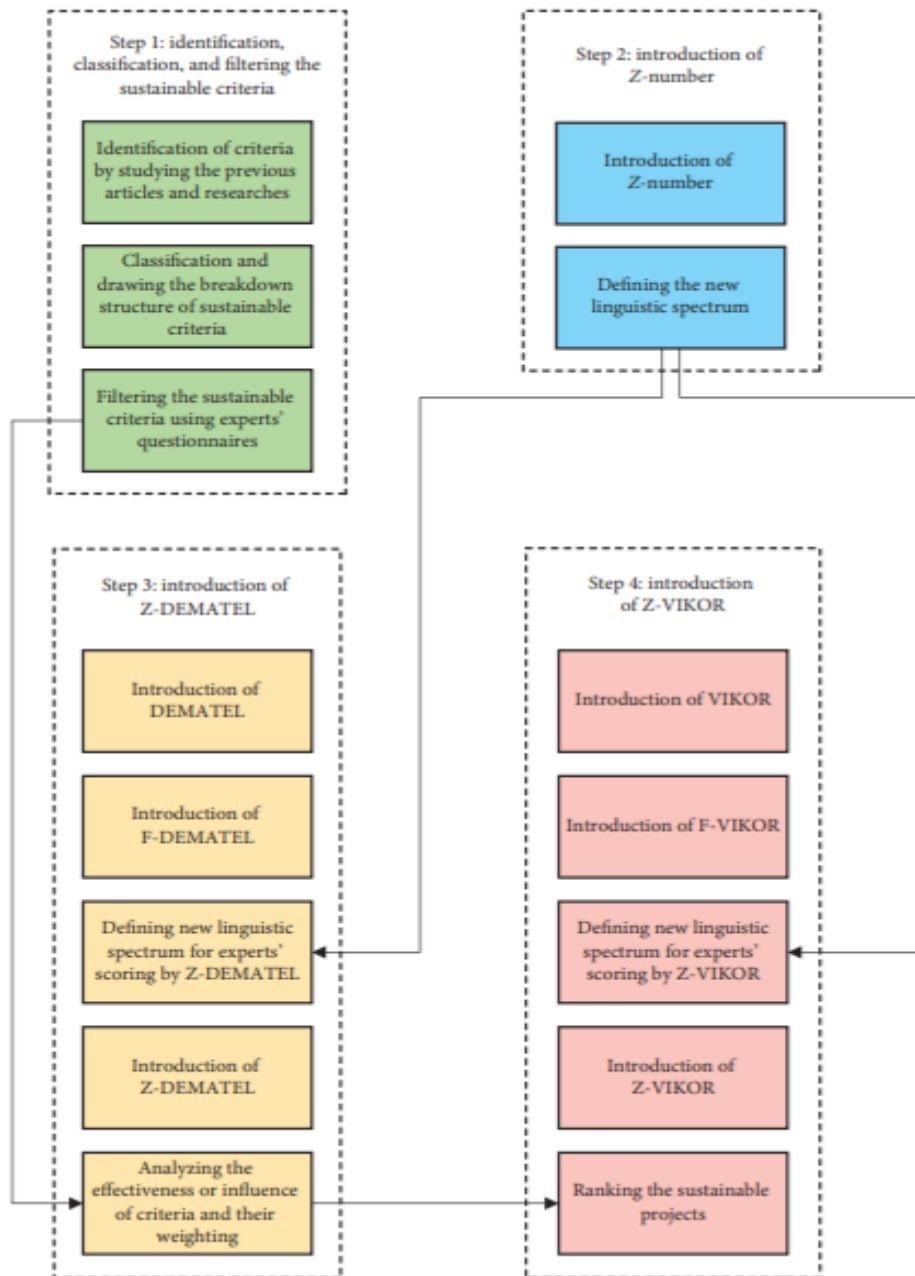 Step 1: identification,
classification, and filtering the
sustainable criteria
Identification of criteria
by studying the previous
articles and researches
Classification and
drawing the breakdown
structure of sustainable
criteria
Filtering the sustainable
criteria using experts’
questionnaires
Step 2: introduction of
Z-number
Introduction of
Z-number
Defining the new
linguistic spectrum
Step 3: introduction of
Z-DEMATEL
Introduction of
DEMATEL
Introduction of
F-DEMATEL
Defining new linguistic
spectrum for experts’
scoring by Z-DEMATEL
Introduction of
Z-DEMATEL
Analyzing the
effectiveness or influence
of criteria and their
weighting
Step 4: introduction
of Z-VIKOR
Introduction of VIKOR
Introduction of F-VIKOR
Defining new linguistic
spectrum for experts’
scoring by Z-VIKOR
Introduction of
Z-VIKOR
Ranking the sustainable
projects